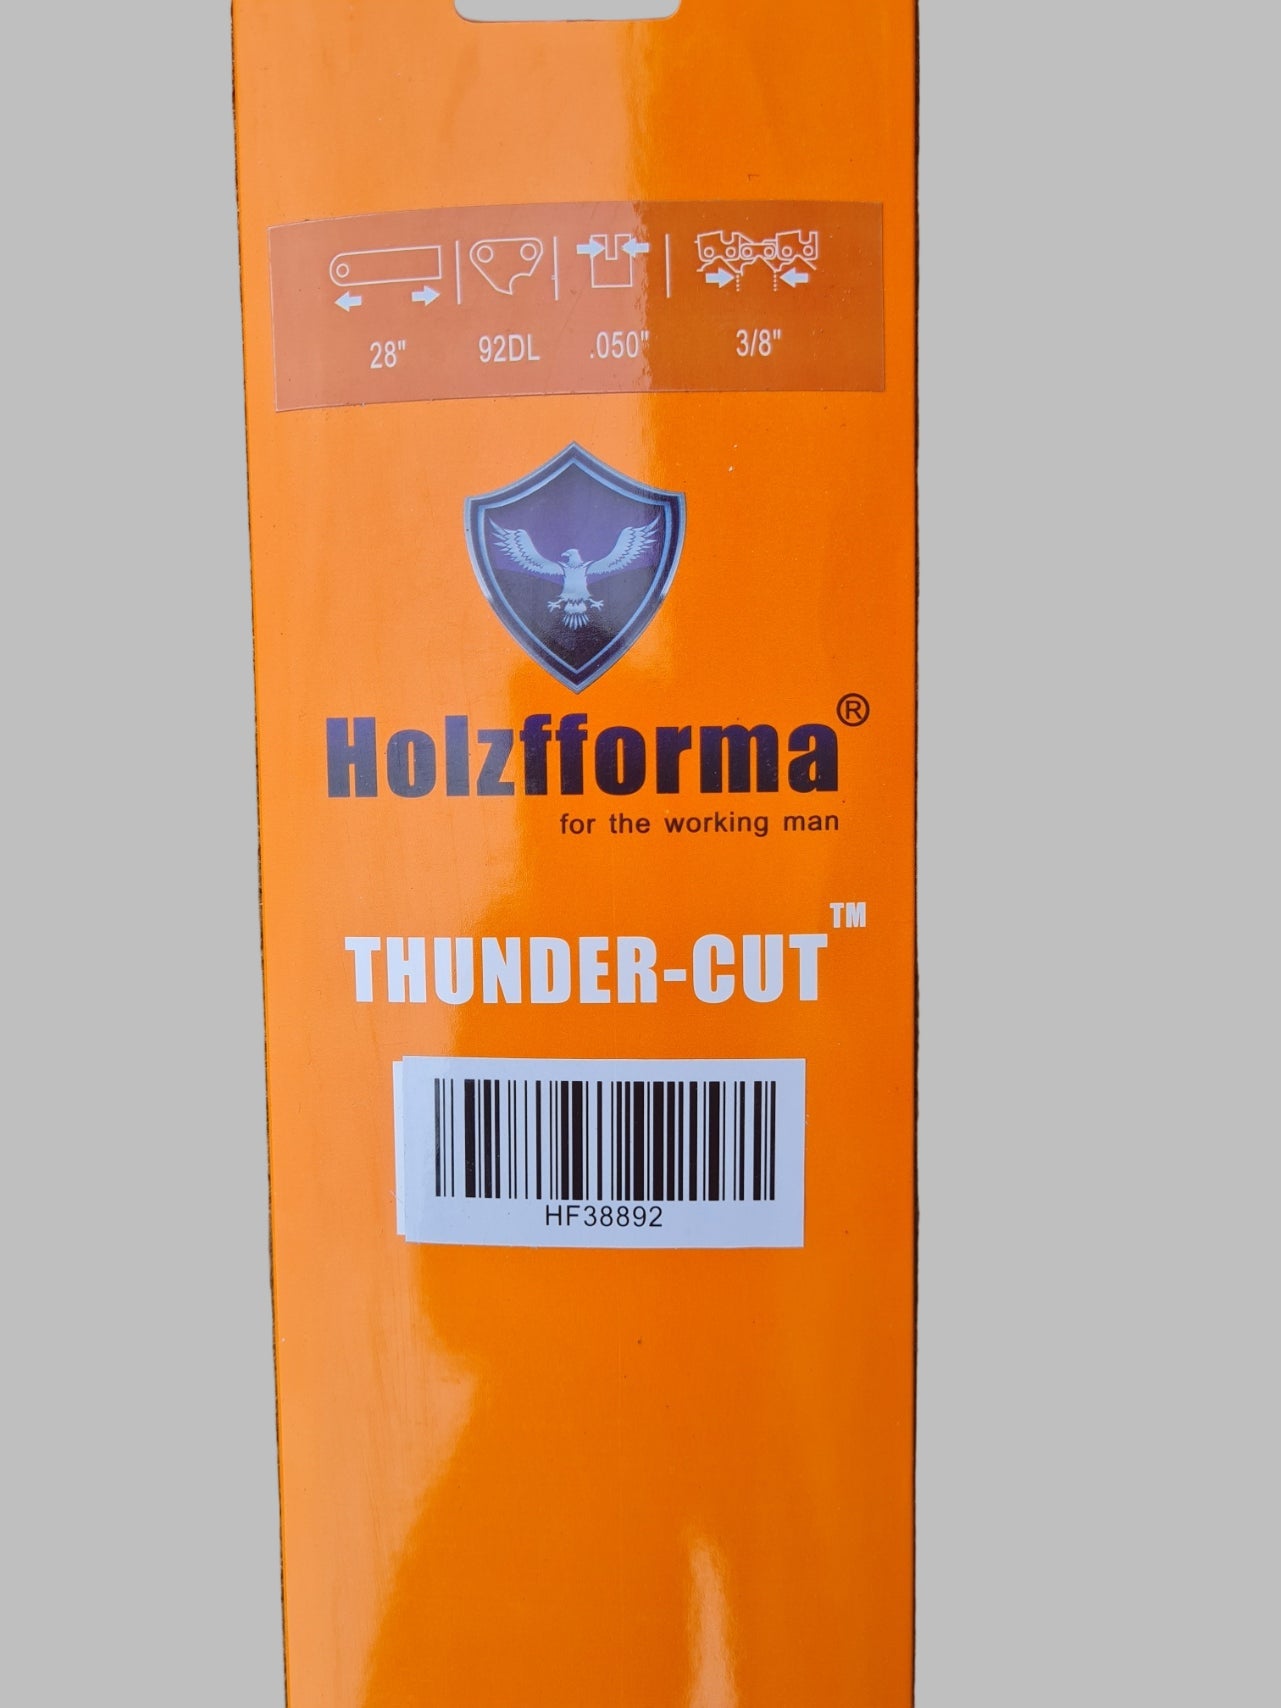 28" 92DL .050" 3/8"
Holzfforma®
for the working man
THUNDER-CUT™
HF38892